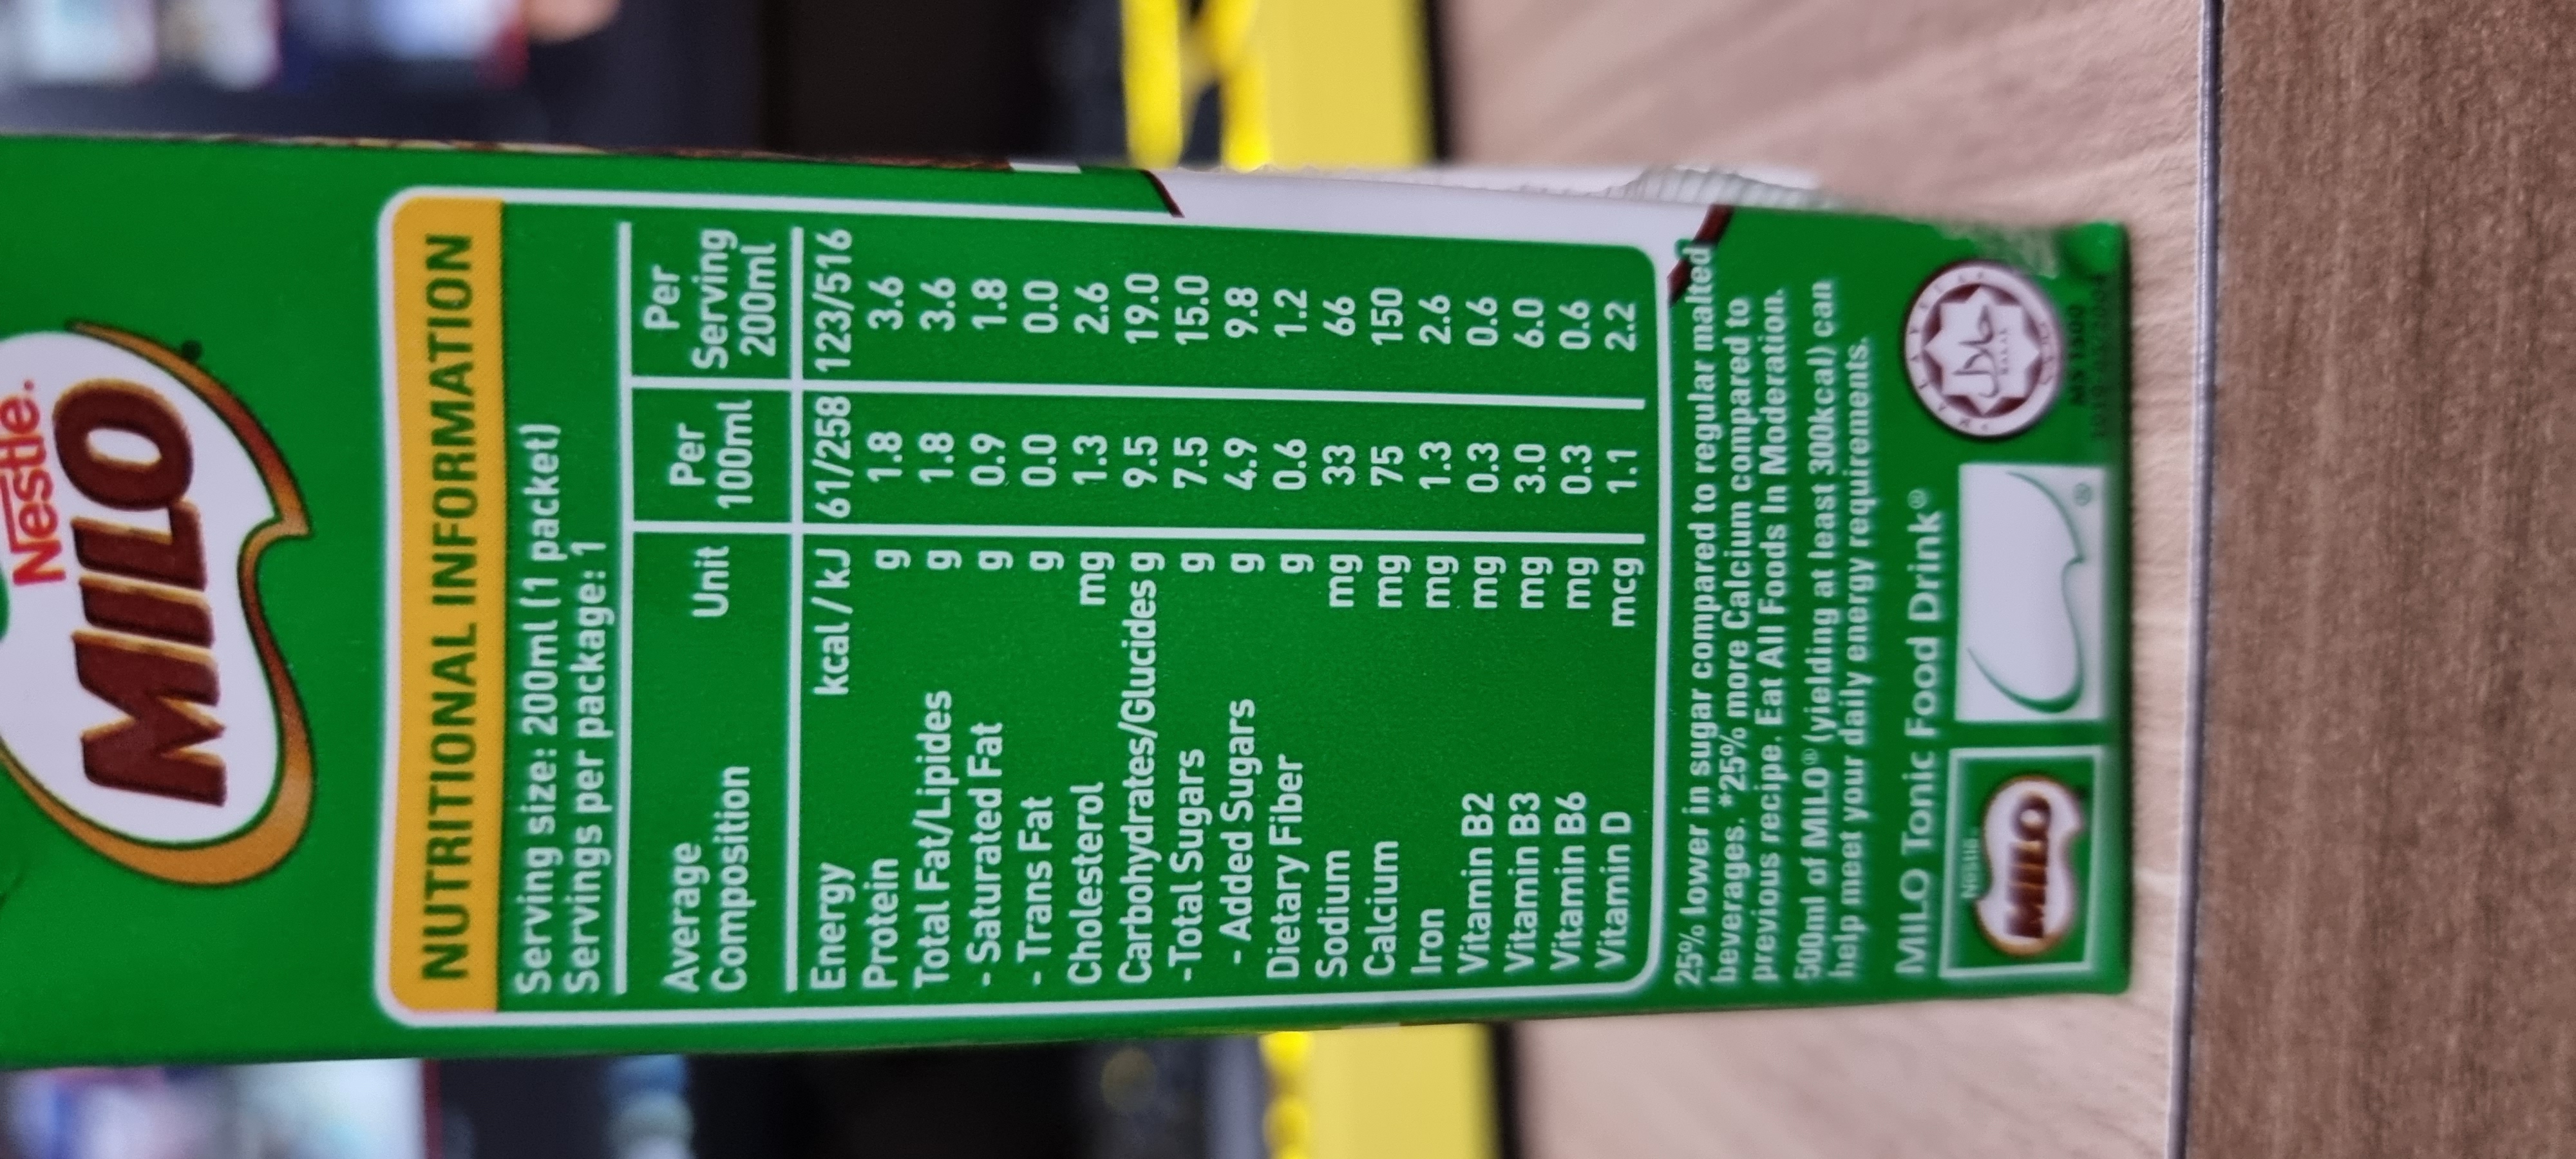 Nestlé.
MILO
NUTRITIONAL INFORMATION
Serving size: 200ml (1 packet)
Servings per package: 1
Average Composition Unit Per 100ml Per Serving 200ml
Energy kcal / kJ 61/258 123/516
Protein g 1.8 3.6
Total Fat/Lipides g 1.8 3.6
- Saturated Fat g 0.9 1.8
- Trans Fat g 0.0 0.0
Cholesterol mg 1.3 2.6
Carbohydrates/Glucides g 9.5 19.0
-Total Sugars g 7.5 15.0
- Added Sugars g 4.9 9.8
Dietary Fiber g 0.6 1.2
Sodium mg 33 66
Calcium mg 75 150
Iron mg 1.3 2.6
Vitamin B2 mg 0.3 0.6
Vitamin B3 mg 3.0 6.0
Vitamin B6 mg 0.3 0.6
Vitamin D mcg 1.1 2.2
25% lower in sugar compared to regular malted
beverages. *25% more Calcium compared to
previous recipe. Eat All Foods In Moderation.
500ml of MILO® (yielding at least 300kcal) can
help meet your daily energy requirements.
MILO Tonic Food Drink®
Nestlé.
MILO
®
حلال
HALAL
MS 1500